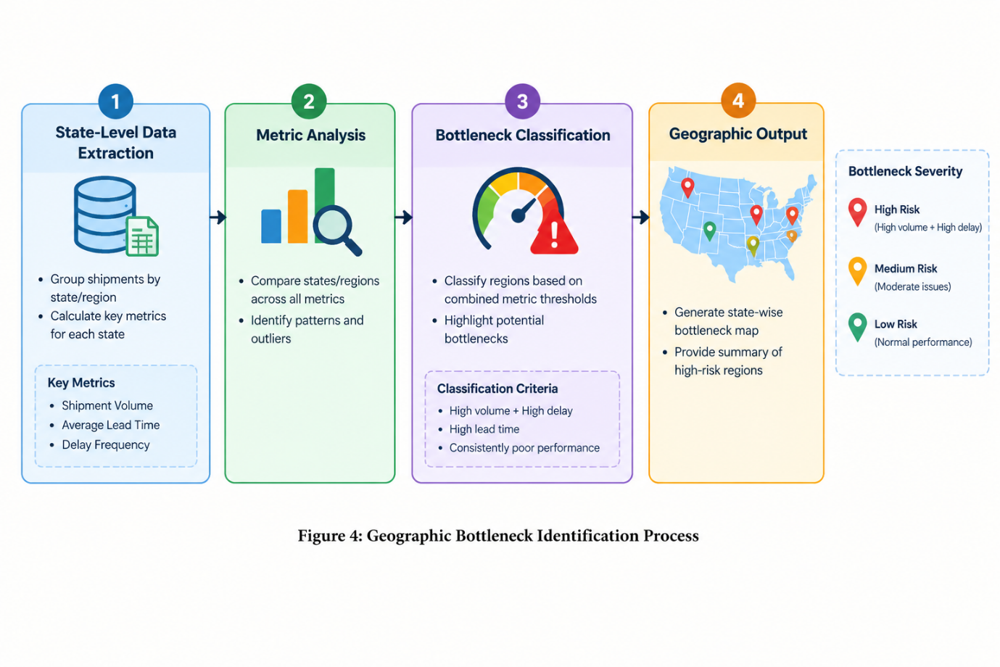 1
State-Level Data
Extraction
• Group shipments by
state/region
• Calculate key metrics
for each state
Key Metrics
• Shipment Volume
• Average Lead Time
• Delay Frequency
2
Metric Analysis
• Compare states/regions
across all metrics
• Identify patterns and
outliers
3
Bottleneck Classification
• Classify regions based on
combined metric thresholds
• Highlight potential
bottlenecks
Classification Criteria
• High volume + High delay
• High lead time
• Consistently poor performance
4
Geographic Output
• Generate state-wise
bottleneck map
• Provide summary of
high-risk regions
Bottleneck Severity
High Risk
(High volume + High delay)
Medium Risk
(Moderate issues)
Low Risk
(Normal performance)
Figure 4: Geographic Bottleneck Identification Process